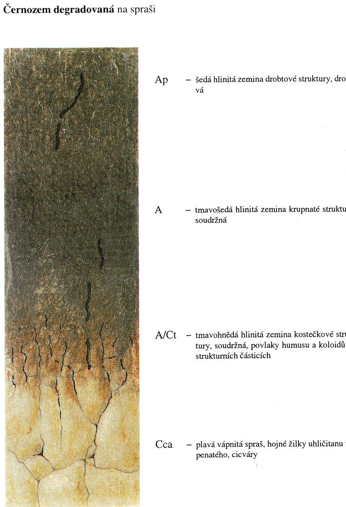 Černozem degradovaná na spraši
Ap – šedá hlinitá zemina drobtové struktury, dro
vá
A – tmavošedá hlinitá zemina krupnaté struktu
soudržná
A/Ct – tmavohnědá hlinitá zemina kostečkové stru
tury, soudržná, povlaky humusu a koloidů
strukturních částicích
Cca – plavá vápnitá spraš, hojné žilky uhličitanu
penatého, cicváry